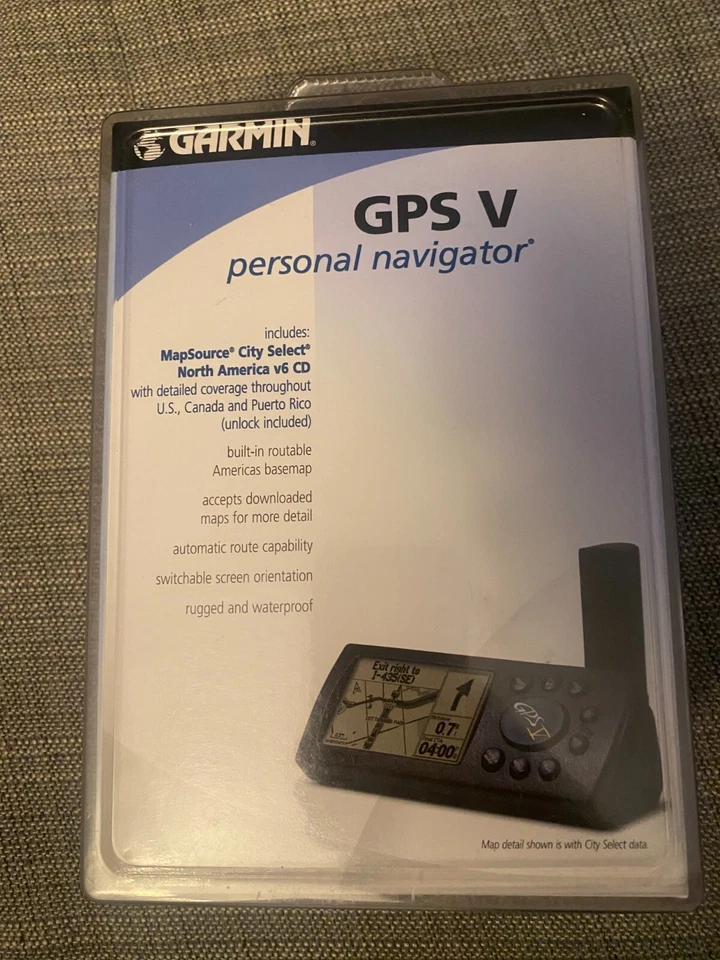 GARMIN®
GPS V
personal navigator®
includes:
MapSource® City Select®
North America v6 CD
with detailed coverage throughout
U.S., Canada and Puerto Rico
(unlock included)
built-in routable
Americas basemap
accepts downloaded
maps for more detail
automatic route capability
switchable screen orientation
rugged and waterproof
Exit right to
I-435(SE)
0.7
04:00
GPS V
Map detail shown is with City Select data.